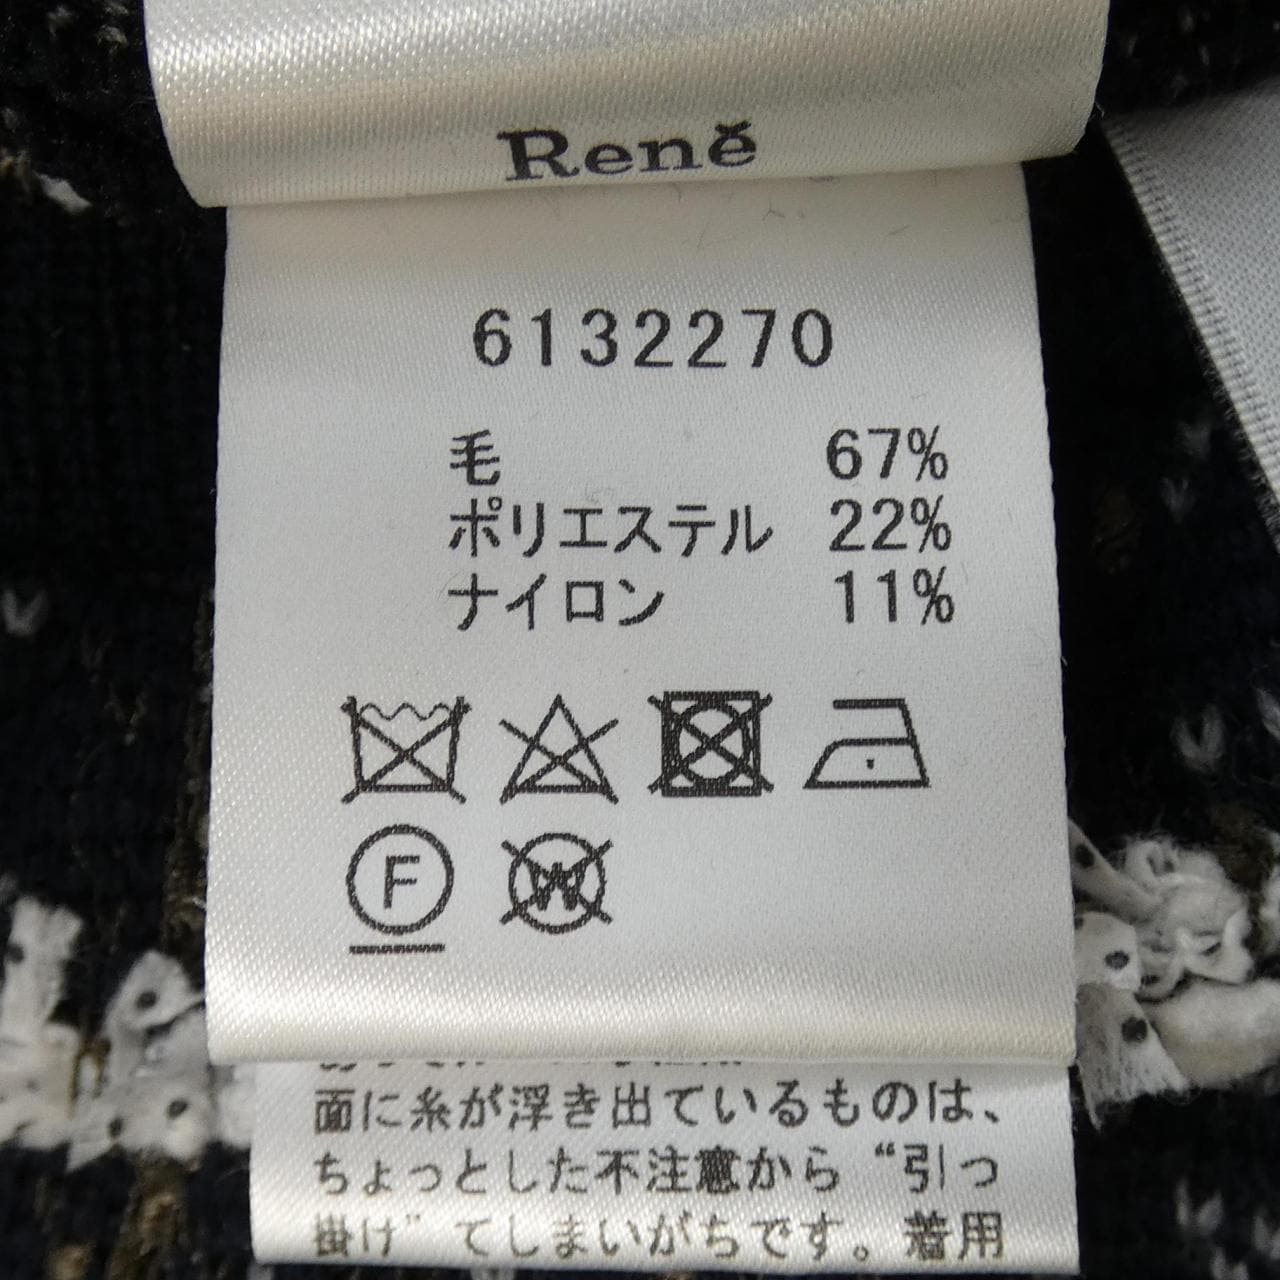 Reně
6132270
毛 67%
ポリエステル 22%
ナイロン 11%
F
W
面に糸が浮き出ているものは、
ちょっとした不注意から“引っ
掛け”てしまいがちです。着用